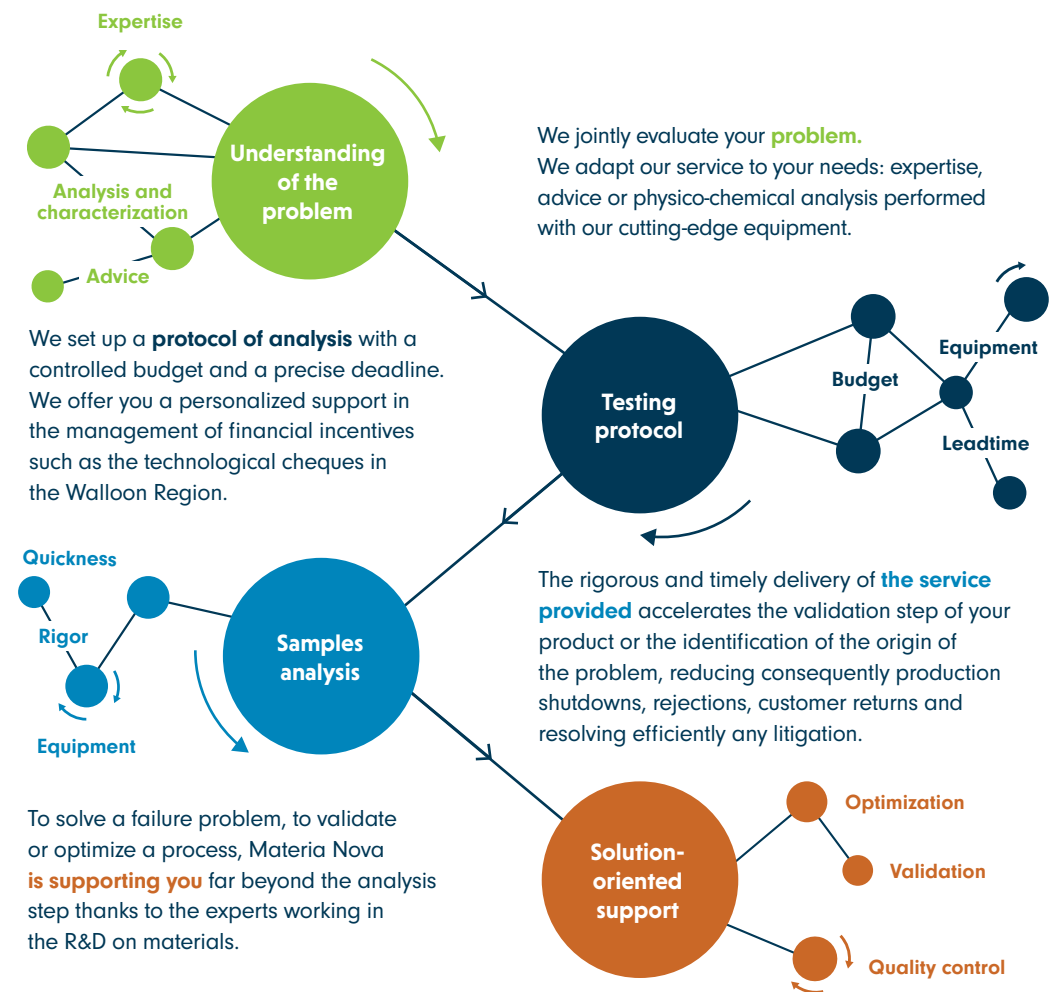 Expertise
Understanding
of the
problem
Analysis and
characterization
Advice
We jointly evaluate your problem.
We adapt our service to your needs: expertise,
advice or physico-chemical analysis performed
with our cutting-edge equipment.
We set up a protocol of analysis with a
controlled budget and a precise deadline.
We offer you a personalized support in
the management of financial incentives
such as the technological cheques in
the Walloon Region.
Testing
protocol
Budget
Equipment
Leadtime
Quickness
Rigor
Equipment
Samples
analysis
The rigorous and timely delivery of the service
provided accelerates the validation step of your
product or the identification of the origin of
the problem, reducing consequently production
shutdowns, rejections, customer returns and
resolving efficiently any litigation.
To solve a failure problem, to validate
or optimize a process, Materia Nova
is supporting you far beyond the analysis
step thanks to the experts working in
the R&D on materials.
Solution-
oriented
support
Optimization
Validation
Quality control